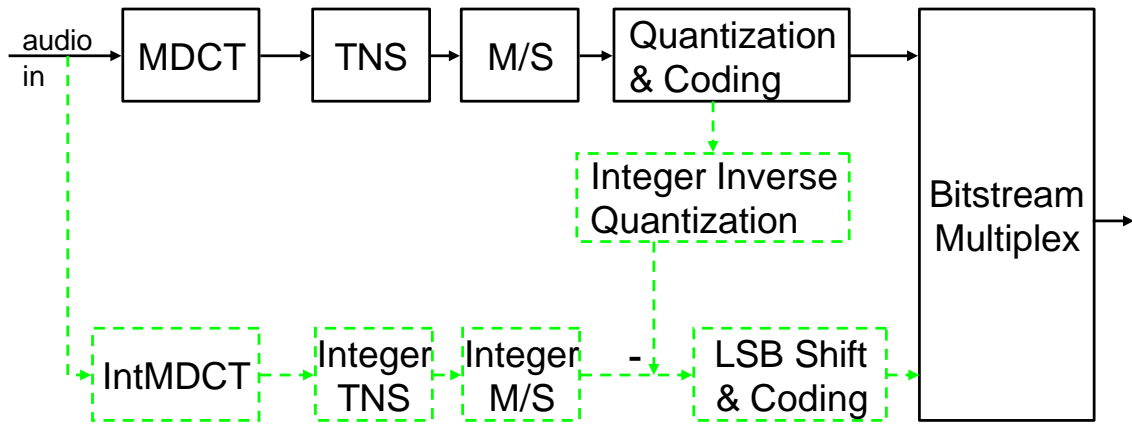 audio
in
MDCT
TNS
M/S
Quantization
& Coding
Integer Inverse
Quantization
Bitstream
Multiplex
IntMDCT
Integer
TNS
Integer
M/S
-
LSB Shift
& Coding